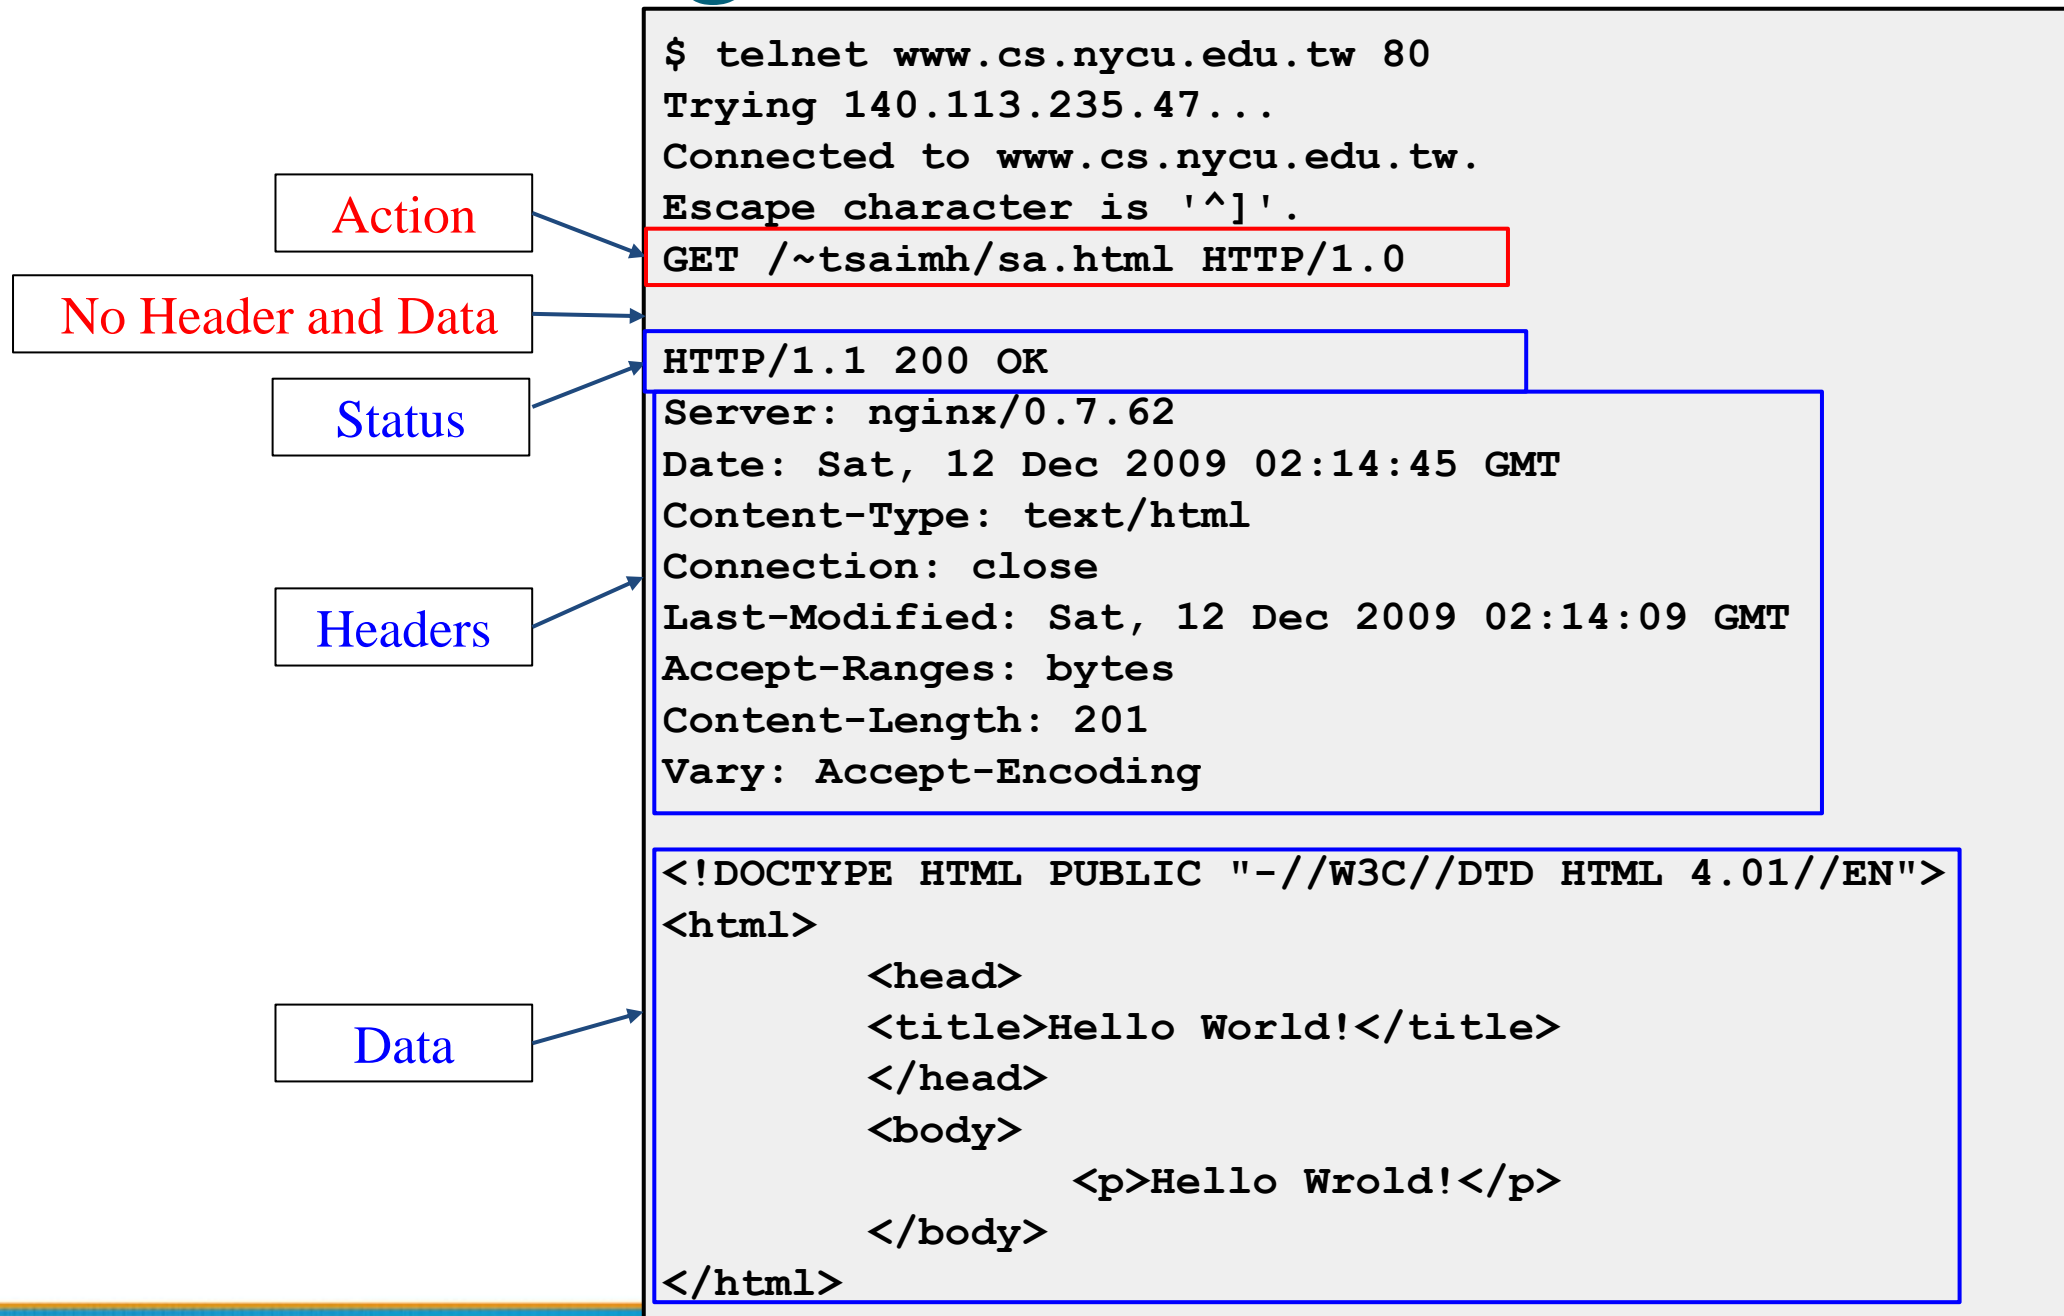 $ telnet www.cs.nycu.edu.tw 80
Trying 140.113.235.47...
Connected to www.cs.nycu.edu.tw.
Escape character is '^]'.
Action
GET /~tsaimh/sa.html HTTP/1.0
No Header and Data
HTTP/1.1 200 OK
Status
Server: nginx/0.7.62
Date: Sat, 12 Dec 2009 02:14:45 GMT
Content-Type: text/html
Connection: close
Headers
Last-Modified: Sat, 12 Dec 2009 02:14:09 GMT
Accept-Ranges: bytes
Content-Length: 201
Vary: Accept-Encoding
<!DOCTYPE HTML PUBLIC "-//W3C//DTD HTML 4.01//EN">
<html>
<head>
<title>Hello World!</title>
Data
</head>
<body>
<p>Hello Wrold!</p>
</body>
</html>